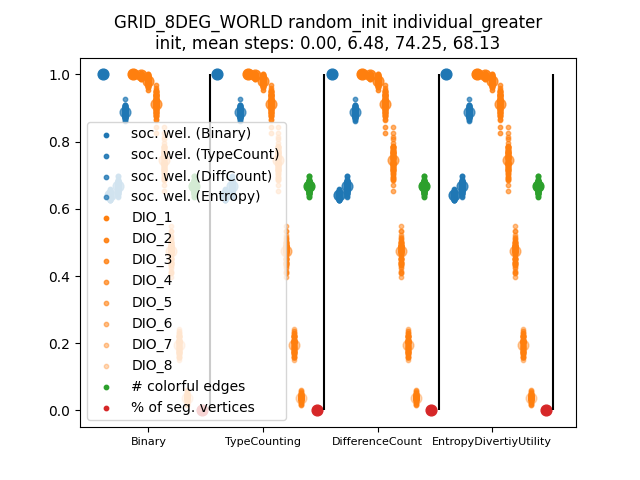 GRID_8DEG_WORLD random_init individual_greater
init, mean steps: 0.00, 6.48, 74.25, 68.13
1.0
0.8
0.6
0.4
0.2
0.0
soc. wel. (Binary)
soc. wel. (TypeCount)
soc. wel. (DiffCount)
soc. wel. (Entropy)
DIO_1
DIO_2
DIO_3
DIO_4
DIO_5
DIO_6
DIO_7
DIO_8
# colorful edges
% of seg. vertices
Binary
TypeCounting
DifferenceCount
EntropyDivertiyUtility